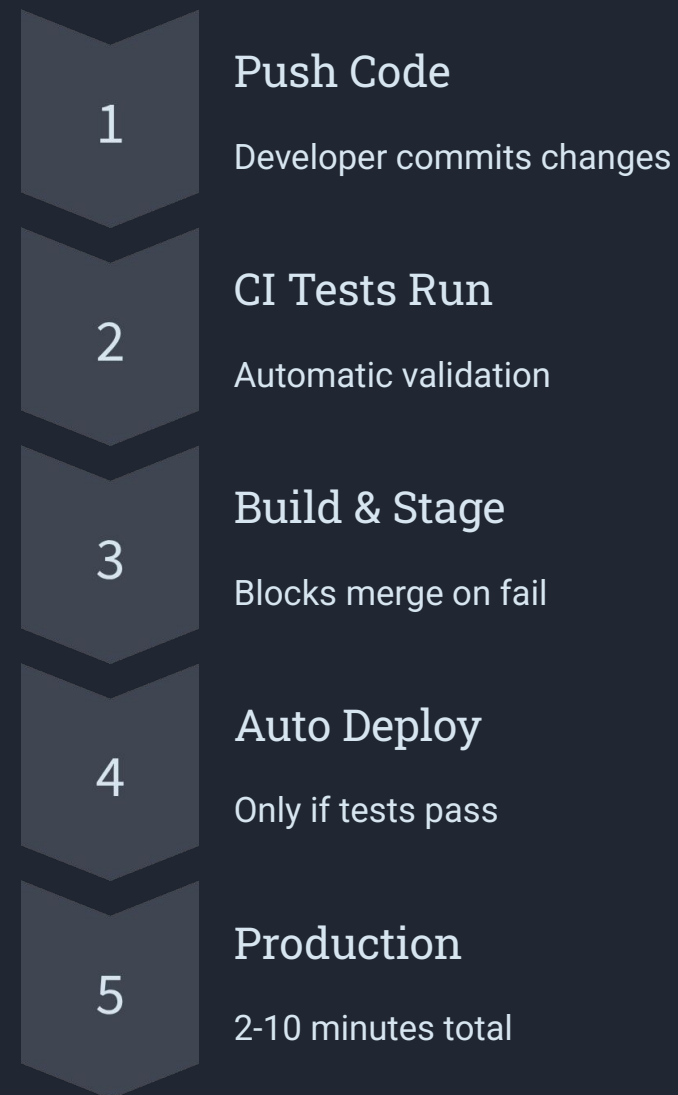 1
Push Code
Developer commits changes
2
CI Tests Run
Automatic validation
3
Build & Stage
Blocks merge on fail
4
Auto Deploy
Only if tests pass
5
Production
2-10 minutes total